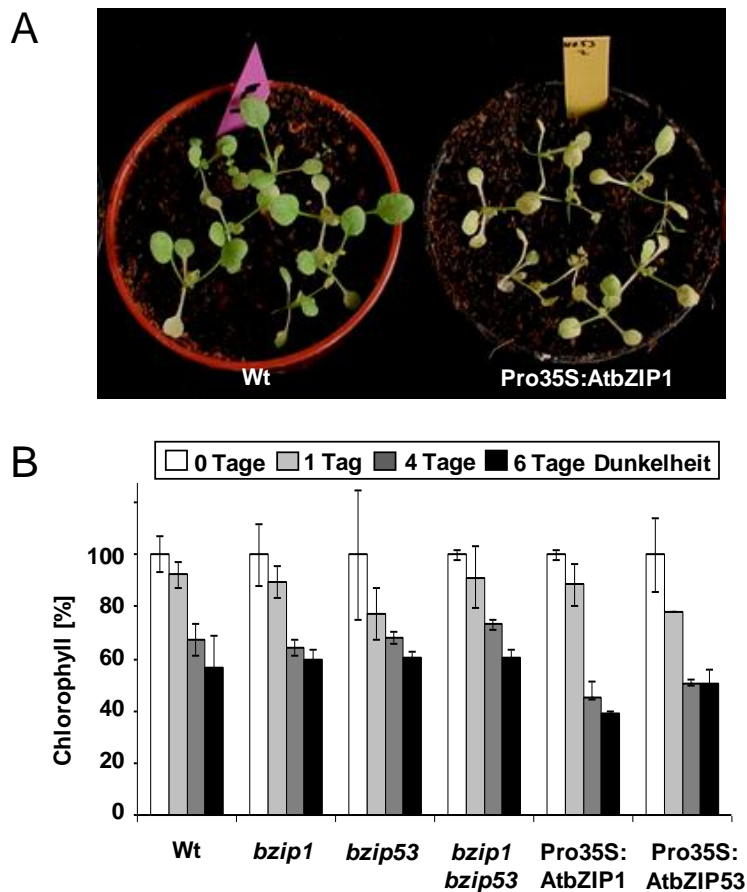 A
Wt
Pro35S:AtbZIP1
B
0 Tage 1 Tag 4 Tage 6 Tage Dunkelheit
Chlorophyll [%]
100
80
60
40
20
0
Wt
bzip1
bzip53
bzip1
bzip53
Pro35S:
AtbZIP1
Pro35S:
AtbZIP53